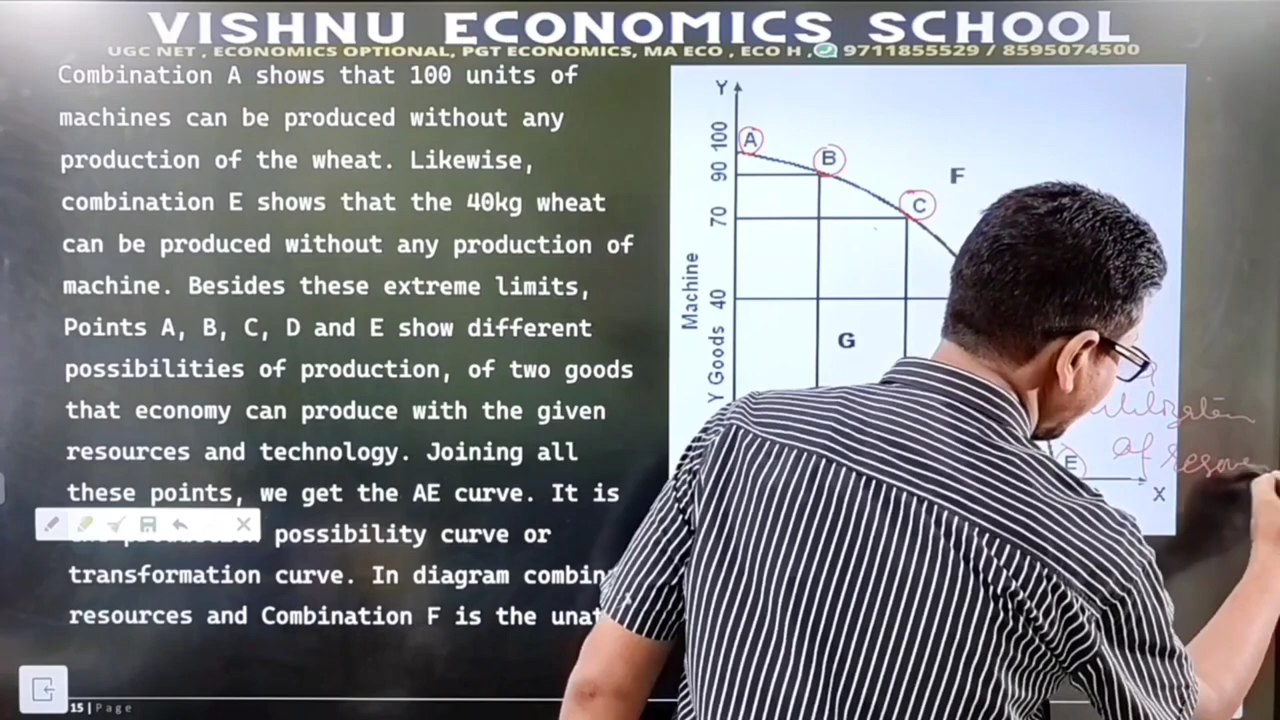 VISHNU ECONOMICS SCHOOL
UGC NET , ECONOMICS OPTIONAL, PGT ECONOMICS, MA ECO , ECO H , 9711855529 / 8595074500
Combination A shows that 100 units of
machines can be produced without any
production of the wheat. Likewise,
combination E shows that the 40kg wheat
can be produced without any production of
machine. Besides these extreme limits,
Points A, B, C, D and E show different
possibilities of production, of two goods
that economy can produce with the given
resources and technology. Joining all
these points, we get the AE curve. It is
possibility curve or
transformation curve. In diagram
resources and Combination F is the
15 | Page
Y
100
90
70
40
Y Goods Machine
A
B
C
F
G
E
X
of